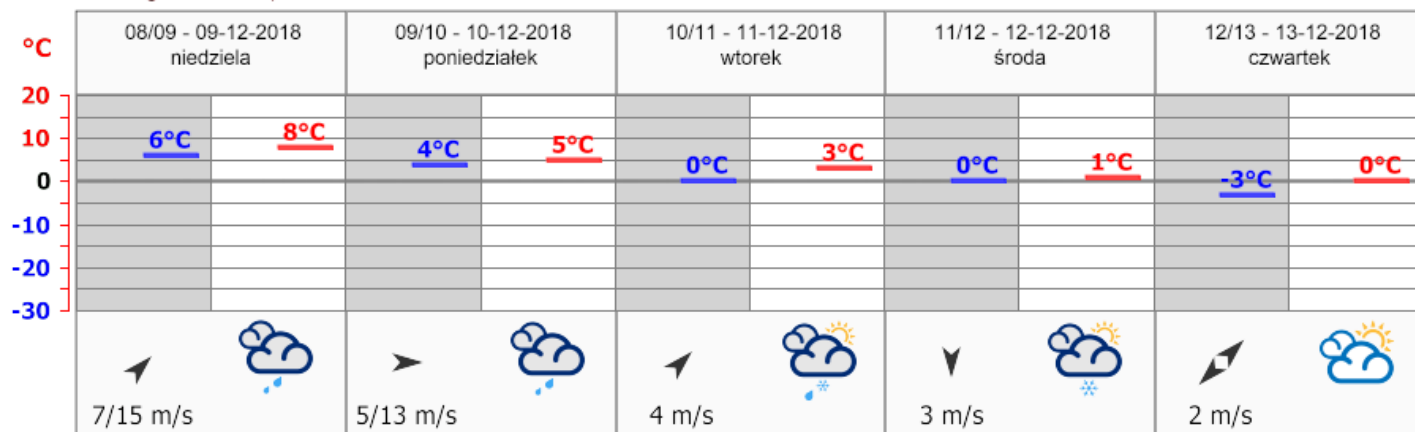 08/09 - 09-12-2018
niedziela
09/10 - 10-12-2018
poniedziałek
10/11 - 11-12-2018
wtorek
11/12 - 12-12-2018
środa
12/13 - 13-12-2018
czwartek
°C
20
10
0
-10
-20
-30
6°C 8°C 4°C 5°C 0°C 3°C 0°C 1°C -3°C 0°C
7/15 m/s 5/13 m/s 4 m/s 3 m/s 2 m/s